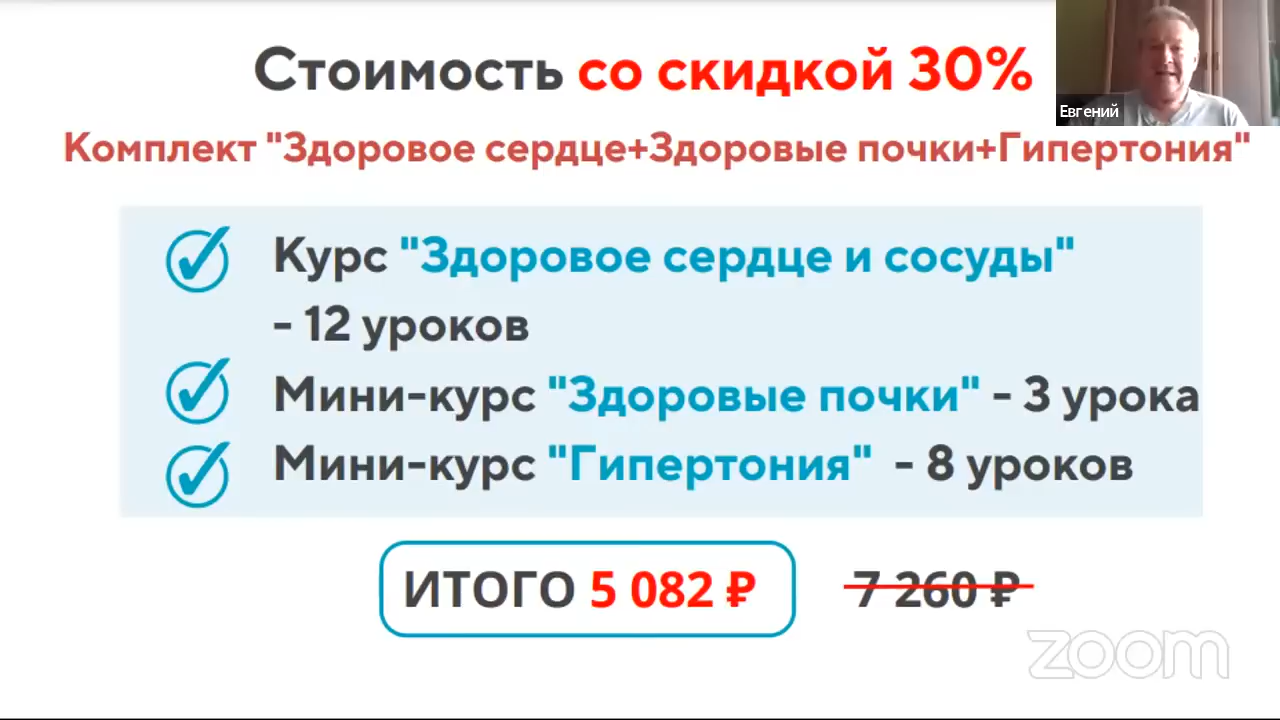 Стоимость со скидкой 30%
Евгений
Комплект "Здоровое сердце+Здоровые почки+Гипертония"
Курс "Здоровое сердце и сосуды"
- 12 уроков
Мини-курс "Здоровые почки" - 3 урока
Мини-курс "Гипертония" - 8 уроков
ИТОГО 5 082 ₽ 7 260 ₽
zoom